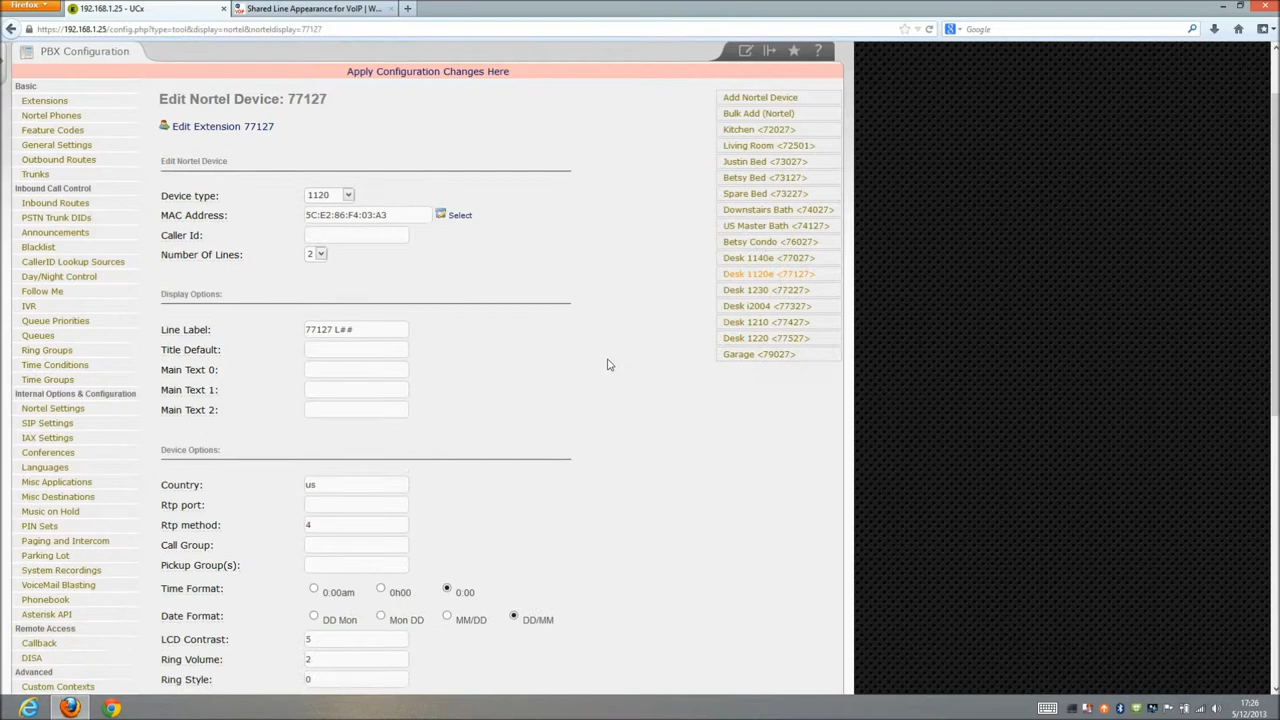 Firefox
192.168.1.25 - UCx
Shared Line Appearance for VoIP | W...
https://192.168.1.25/config.php?type=tool&display=nortel&norteldisplay=77127
Google
PBX Configuration
Apply Configuration Changes Here
Basic
Extensions
Nortel Phones
Feature Codes
General Settings
Outbound Routes
Trunks
Inbound Call Control
Inbound Routes
PSTN Trunk DIDs
Announcements
Blacklist
CallerID Lookup Sources
Day/Night Control
Follow Me
IVR
Queue Priorities
Queues
Ring Groups
Time Conditions
Time Groups
Internal Options & Configuration
Nortel Settings
SIP Settings
IAX Settings
Conferences
Languages
Misc Applications
Misc Destinations
Music on Hold
PIN Sets
Paging and Intercom
Parking Lot
System Recordings
VoiceMail Blasting
Phonebook
Asterisk API
Remote Access
Callback
DISA
Advanced
Custom Contexts
Edit Nortel Device: 77127
Edit Extension 77127
Edit Nortel Device
Device type: 1120
MAC Address: 5C:E2:86:F4:03:A3 Select
Caller Id:
Number Of Lines: 2
Display Options:
Line Label: 77127 L##
Title Default:
Main Text 0:
Main Text 1:
Main Text 2:
Device Options:
Country: us
Rtp port:
Rtp method: 4
Call Group:
Pickup Group(s):
Time Format: 0:00am 0h00 0:00
Date Format: DD Mon Mon DD MM/DD DD/MM
LCD Contrast: 5
Ring Volume: 2
Ring Style: 0
Add Nortel Device
Bulk Add (Nortel)
Kitchen <72027>
Living Room <72501>
Justin Bed <73027>
Betsy Bed <73127>
Spare Bed <73227>
Downstairs Bath <74027>
US Master Bath <74127>
Betsy Condo <76027>
Desk 1140e <77027>
Desk 1120e <77127>
Desk 1230 <77227>
Desk i2004 <77327>
Desk 1210 <77427>
Desk 1220 <77527>
Garage <79027>
17:26
5/12/2013